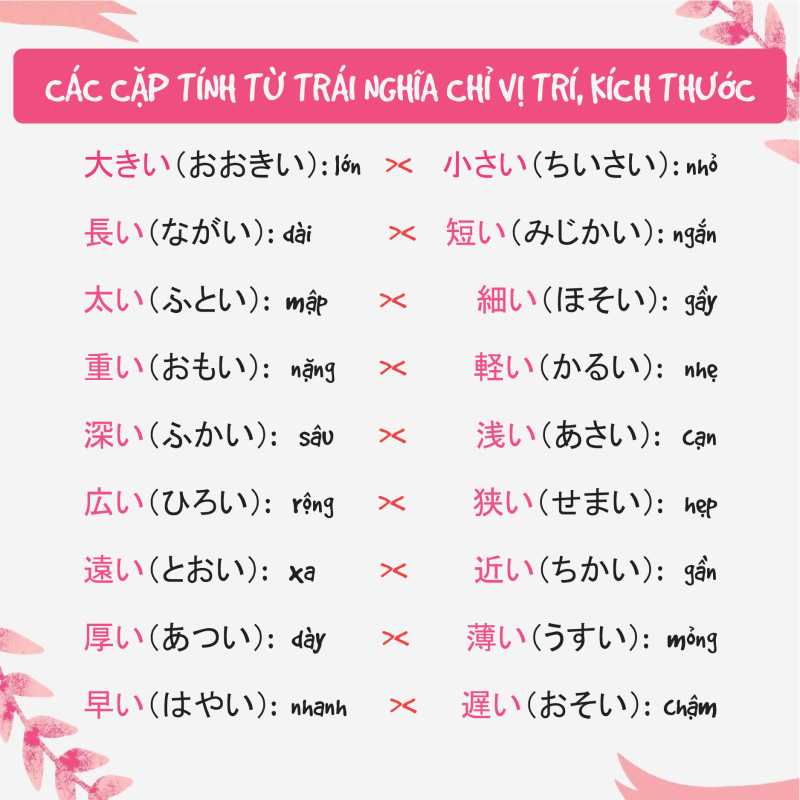 CÁC CẶP TÍNH TỪ TRÁI NGHĨA CHỈ VỊ TRÍ, KÍCH THƯỚC
大きい(おおきい): lớn >< 小さい(ちいさい): nhỏ
長い(ながい): dài >< 短い(みじかい): ngắn
太い(ふとい): mập >< 細い(ほそい): gầy
重い(おもい): nặng >< 軽い(かるい): nhẹ
深い(ふかい): sâu >< 浅い(あさい): cạn
広い(ひろい): rộng >< 狭い(せまい): hẹp
遠い(とおい): xa >< 近い(ちかい): gần
厚い(あつい): dày >< 薄い(うすい): mỏng
早い(はやい): nhanh >< 遅い(おそい): chậm